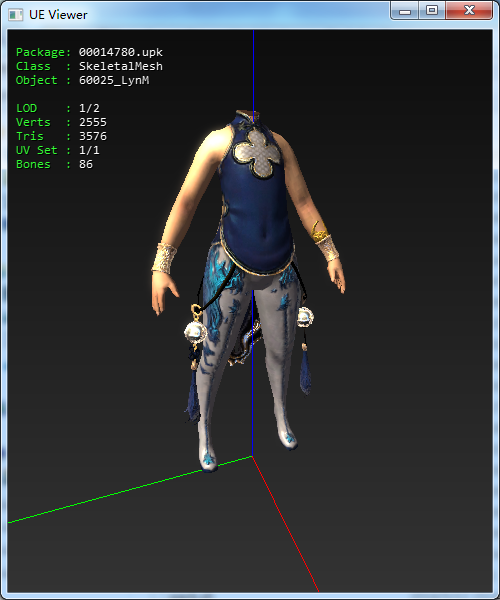 UE Viewer
Package: 00014780.upk
Class : SkeletalMesh
Object : 60025_LynM
LOD : 1/2
Verts : 2555
Tris : 3576
UV Set : 1/1
Bones : 86